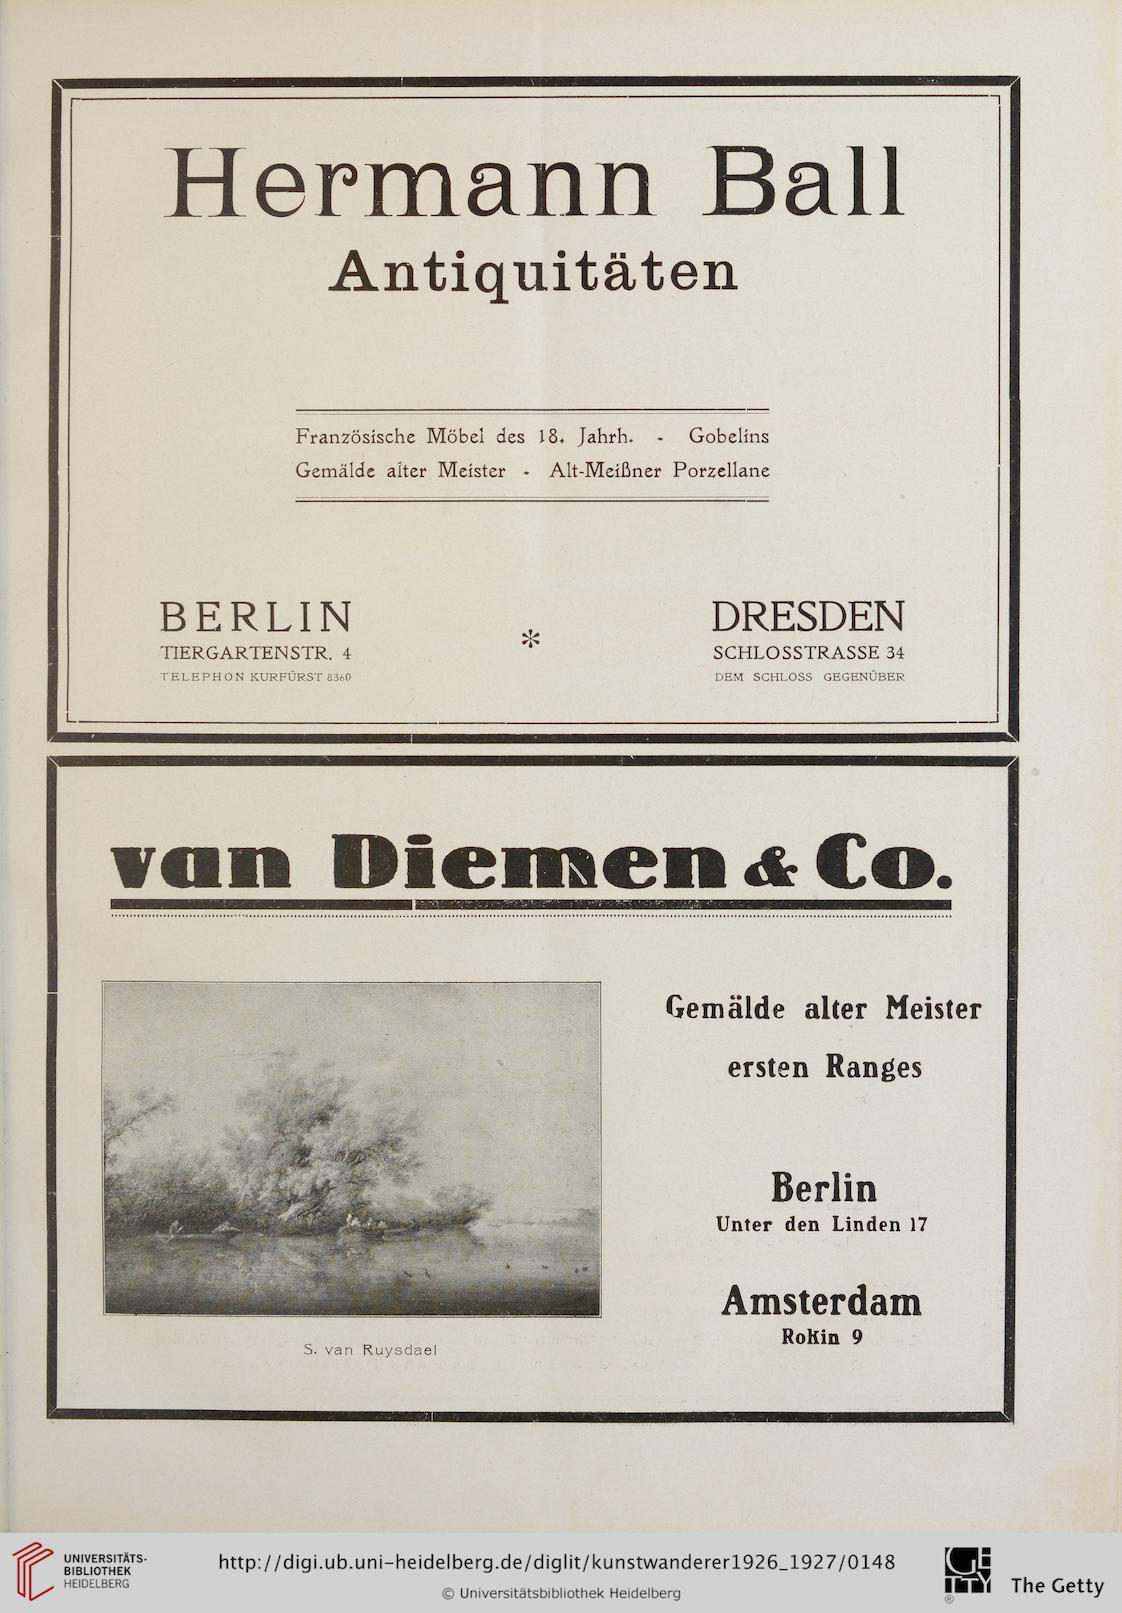 Hermann Ball
Antiquitäten
Französische Möbel des 18. Jahrh. - Gobelins
Gemälde alter Meister - Alt-Meißner Porzellane
BERLIN
TIERGARTENSTR. 4
TELEPHON KURFÜRST 8360
*
DRESDEN
SCHLOSSTRASSE 34
DEM SCHLOSS GEGENÜBER
van Diemen & Co.
Gemälde alter Meister
ersten Ranges
Berlin
Unter den Linden 17
Amsterdam
Rokin 9
S. van Ruysdael
UNIVERSITÄTS-
BIBLIOTHEK
HEIDELBERG
http://digi.ub.uni-heidelberg.de/diglit/kunstwanderer1926_1927/0148
© Universitätsbibliothek Heidelberg
GETTY
®
The Getty